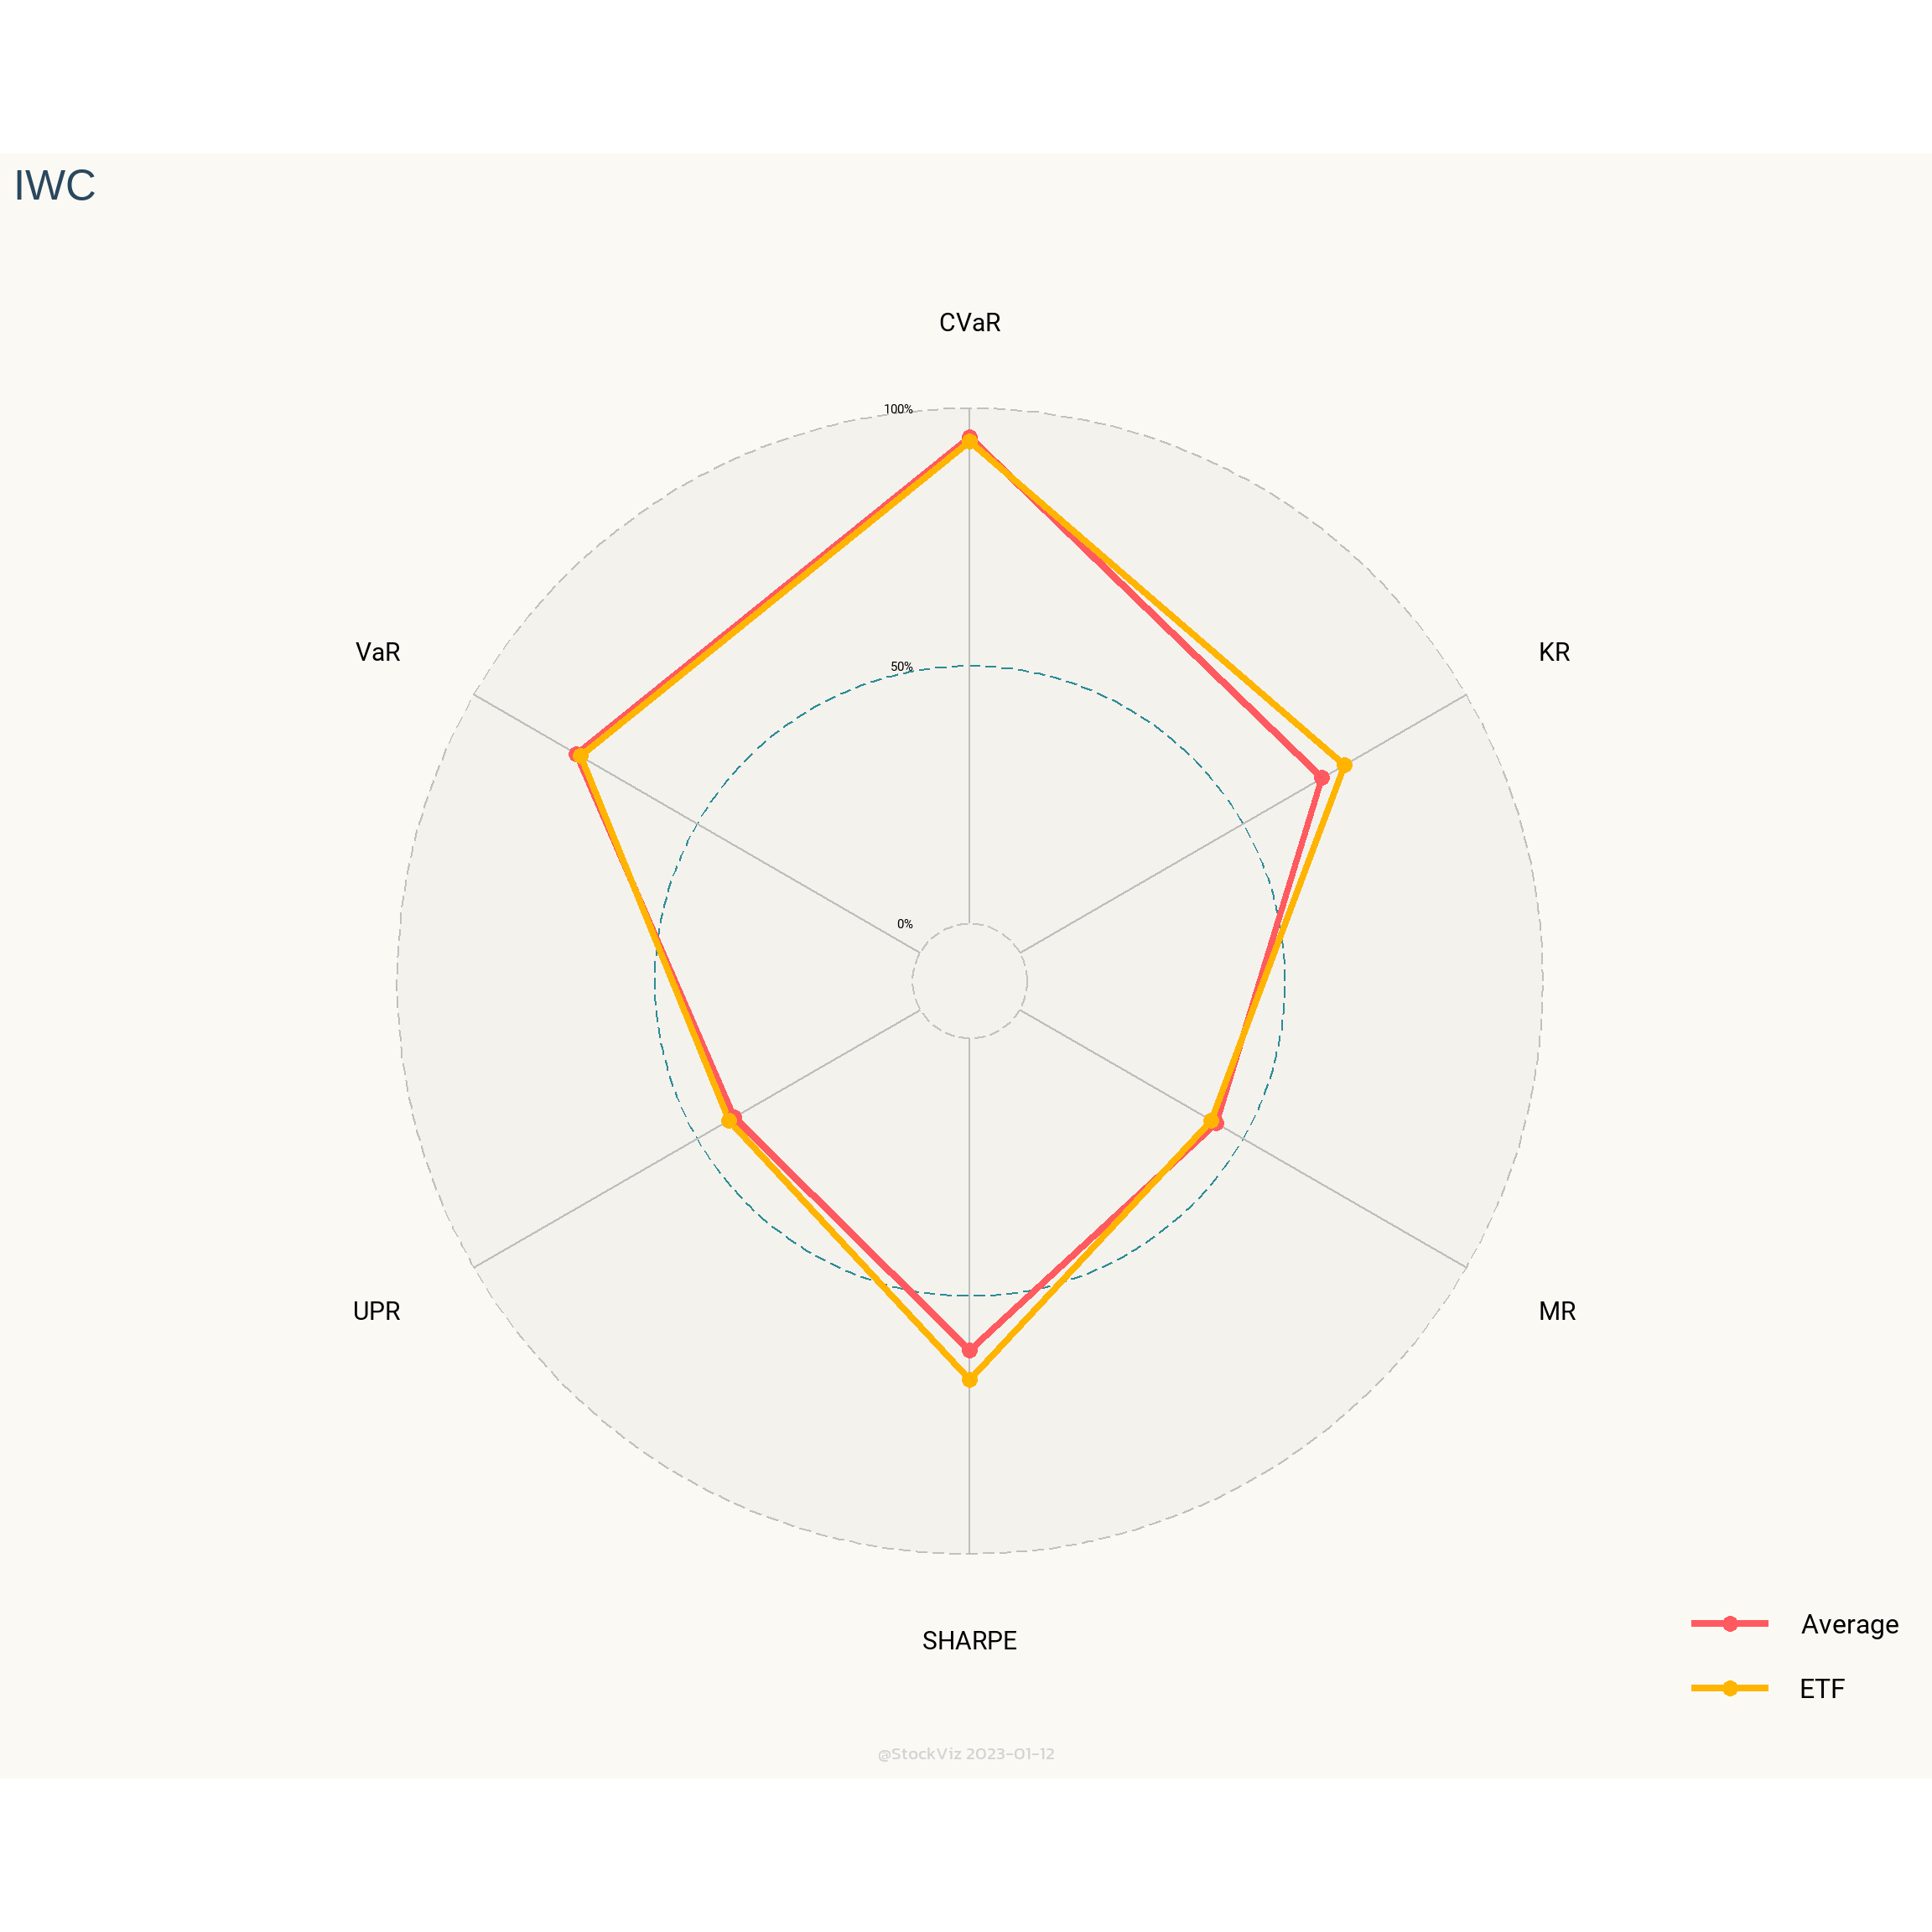 IWC
CVaR
100%
VaR
KR
50%
0%
UPR
MR
SHARPE
Average
ETF
@StockViz 2023-01-12